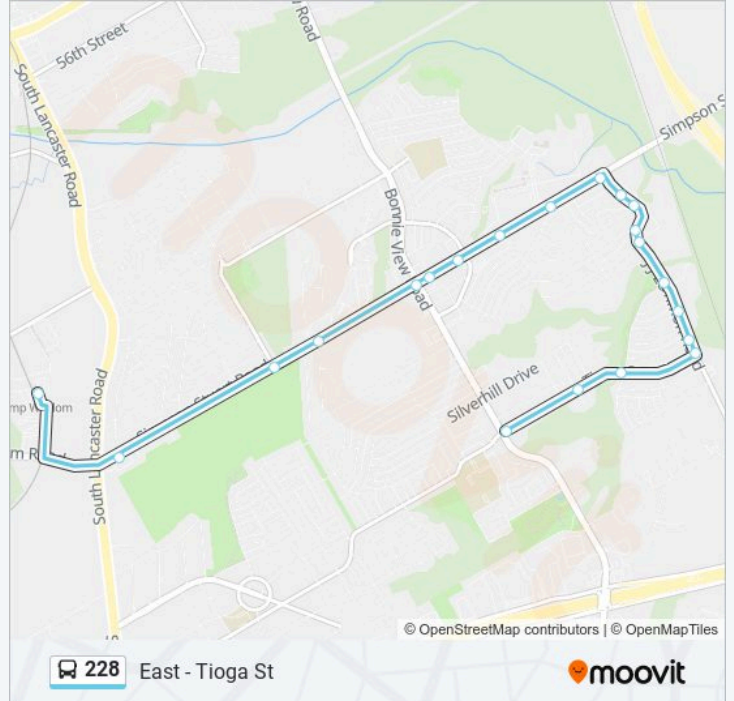 56th Street
South Lancaster Road
Road
Simpson S
Bonnie View Road
Silverhill Drive
South Lancaster Road
© OpenStreetMap contributors | © OpenMapTiles
228 East - Tioga St
moovit